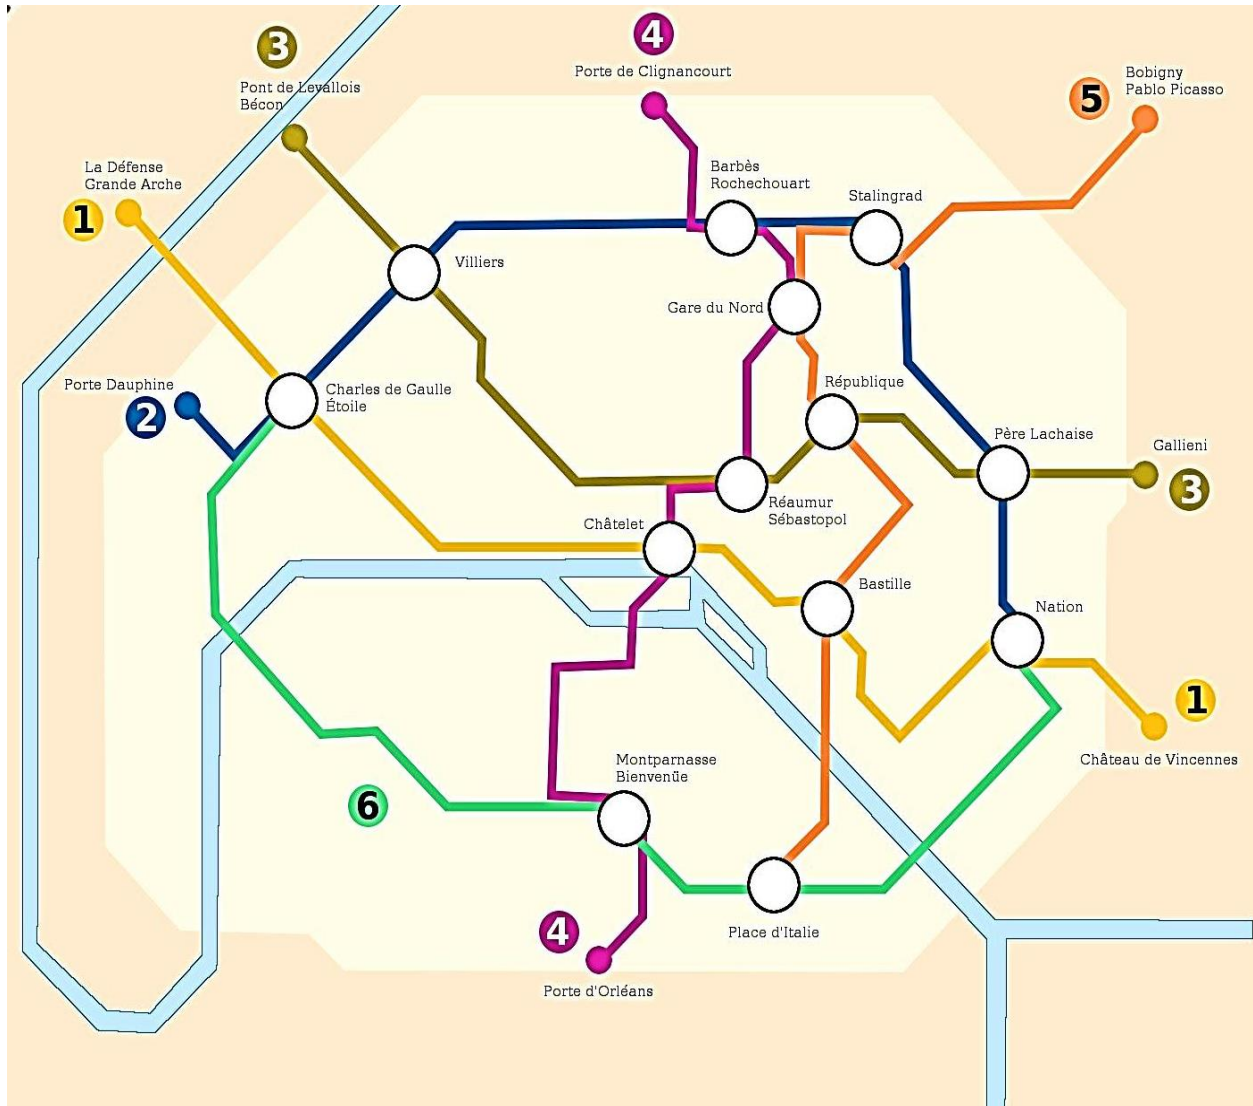 3
4
Porte de Clignancourt
Bobigny
Pablo Picasso
5
Pont de Levallois
Bécon
La Défense
Grande Arche
1
Barbès
Rochechouart
Stalingrad
Villiers
Gare du Nord
Porte Dauphine
2
Charles de Gaulle
Étoile
République
Père Lachaise
Gallieni
3
Réaumur
Sébastopol
Châtelet
Bastille
Nation
1
Château de Vincennes
Montparnasse
Bienvenüe
6
4
Place d'Italie
Porte d'Orléans